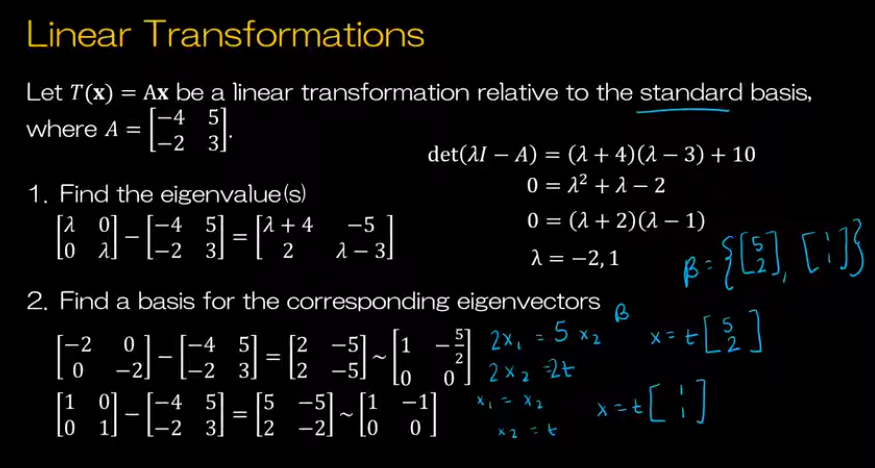 Linear Transformations
Let T(𝐱) = A𝐱 be a linear transformation relative to the standard basis,
where A = [−4 5; −2 3].
det(λI − A) = (λ + 4)(λ − 3) + 10
0 = λ² + λ − 2
0 = (λ + 2)(λ − 1)
λ = −2, 1
1. Find the eigenvalue(s)
[λ 0; 0 λ] − [−4 5; −2 3] = [λ + 4 −5; 2 λ − 3]
β = {[5; 2], [1; 1]}
2. Find a basis for the corresponding eigenvectors β
[−2 0; 0 −2] − [−4 5; −2 3] = [2 −5; 2 −5] ~ [1 −5/2; 0 0]
2x₁ = 5x₂
2x₂ = 2t
x = t[5; 2]
[1 0; 0 1] − [−4 5; −2 3] = [5 −5; 2 −2] ~ [1 −1; 0 0]
x₁ = x₂
x₂ = t
x = t[1; 1]